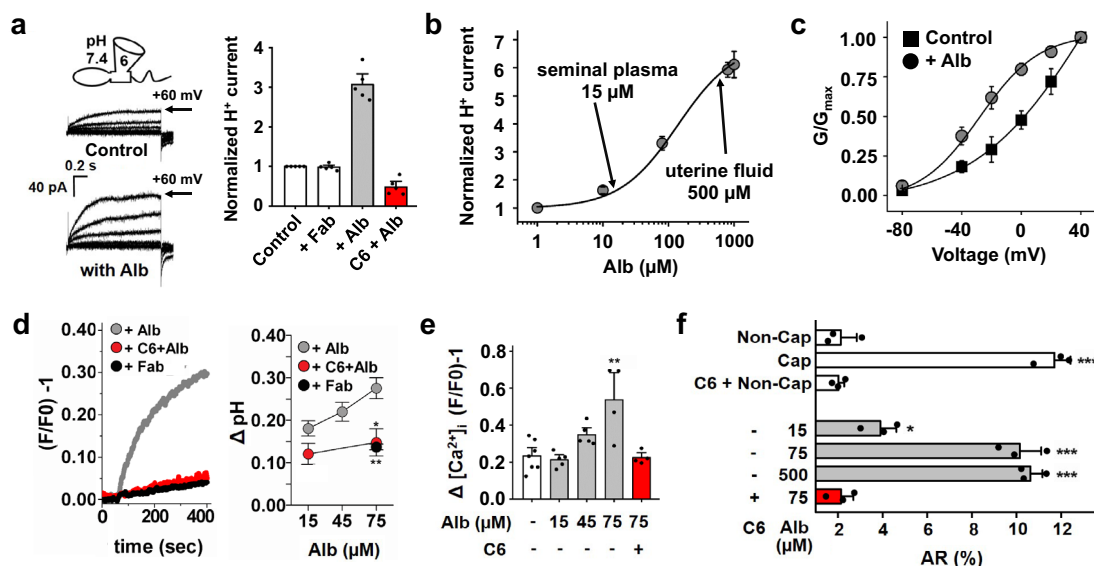 a
pH
7.4
6
+60 mV
Control
0.2 s
40 pA
+60 mV
with Alb
Normalized H⁺ current
4
3
2
1
0
Control
+ Fab
+ Alb
C6 + Alb
b
Normalized H⁺ current
7
6
5
4
3
2
1
seminal plasma
15 µM
uterine fluid
500 µM
1
10
100
1000
Alb (µM)
c
G/Gmax
1.00
0.75
0.50
0.25
0.00
Control
+ Alb
-80
-40
0
40
Voltage (mV)
d
(F/F0) -1
0.30
0.20
0.10
0.00
+ Alb
+ C6+Alb
+ Fab
0
200
400
time (sec)
Δ pH
0.40
0.30
0.20
0.10
0.00
+ Alb
+ C6+Alb
+ Fab
*
**
15
45
75
Alb (µM)
e
Δ [Ca²⁺]i (F/F0)-1
0.8
0.6
0.4
0.2
0.0
**
Alb (µM) - 15 45 75 75
C6 - - - - +
f
Non-Cap
Cap
***
C6 + Non-Cap
- 15 *
- 75 ***
- 500 ***
+ 75
C6 Alb
(µM)
2 4 6 8 10 12
AR (%)